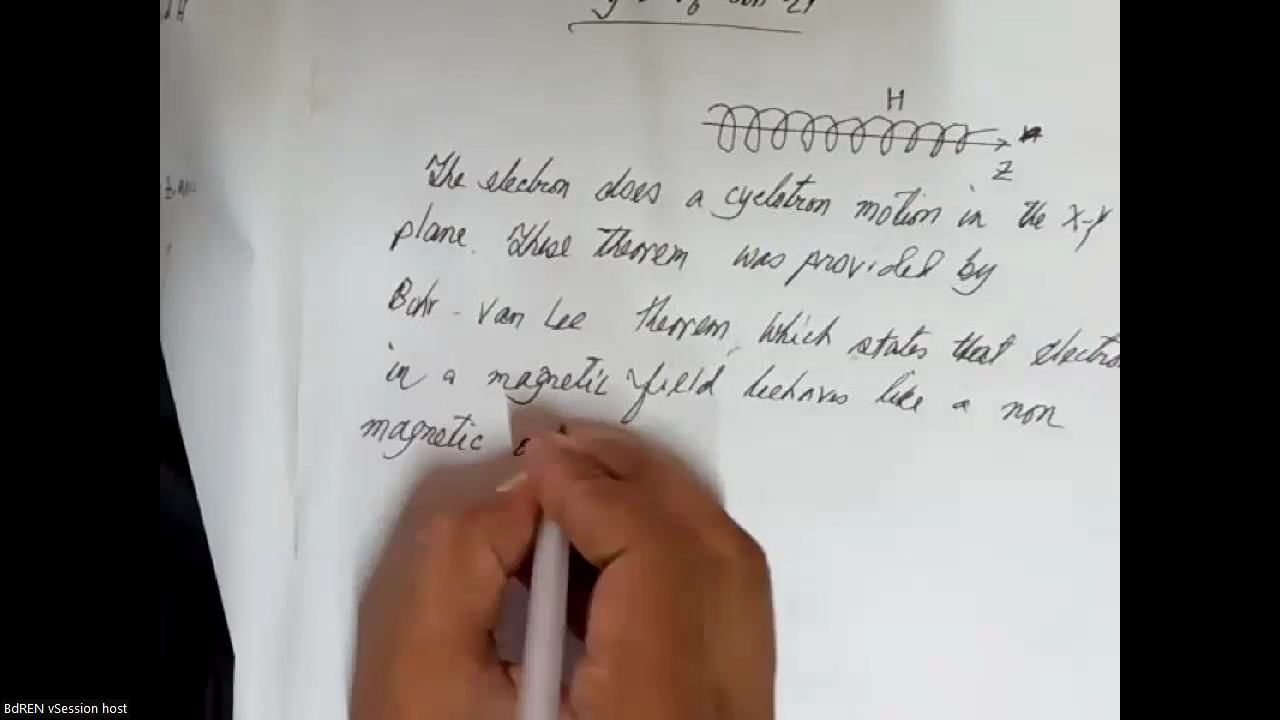 H
Z
The electron does a cyclotron motion in the X-Y
plane. These theorem was provided by
Bohr - Van Lee theorem, which states that electro
in a magnetic field behaves like a non
magnetic
BdREN vSession host